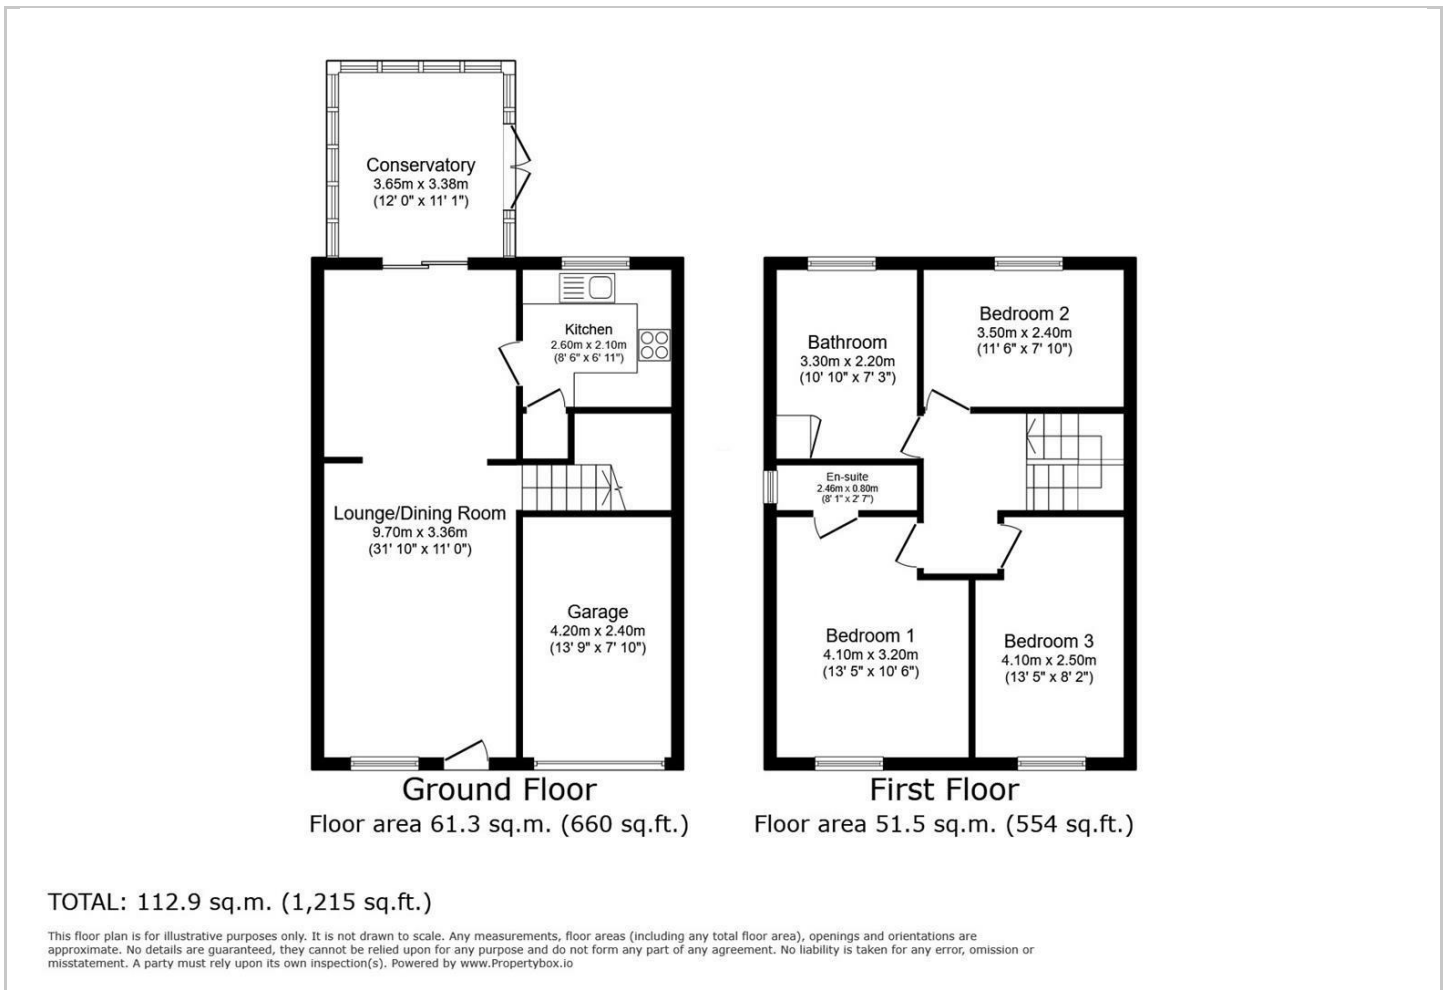 Conservatory
3.65m x 3.38m
(12' 0" x 11' 1")
Kitchen
2.60m x 2.10m
(8' 6" x 6' 11")
Lounge/Dining Room
9.70m x 3.36m
(31' 10" x 11' 0")
Garage
4.20m x 2.40m
(13' 9" x 7' 10")
Ground Floor
Floor area 61.3 sq.m. (660 sq.ft.)
Bathroom
3.30m x 2.20m
(10' 10" x 7' 3")
Bedroom 2
3.50m x 2.40m
(11' 6" x 7' 10")
En-suite
2.46m x 0.80m
(8' 1" x 2' 7")
Bedroom 1
4.10m x 3.20m
(13' 5" x 10' 6")
Bedroom 3
4.10m x 2.50m
(13' 5" x 8' 2")
First Floor
Floor area 51.5 sq.m. (554 sq.ft.)
TOTAL: 112.9 sq.m. (1,215 sq.ft.)
This floor plan is for illustrative purposes only. It is not drawn to scale. Any measurements, floor areas (including any total floor area), openings and orientations are
approximate. No details are guaranteed, they cannot be relied upon for any purpose and do not form any part of any agreement. No liability is taken for any error, omission or
misstatement. A party must rely upon its own inspection(s). Powered by www.Propertybox.io